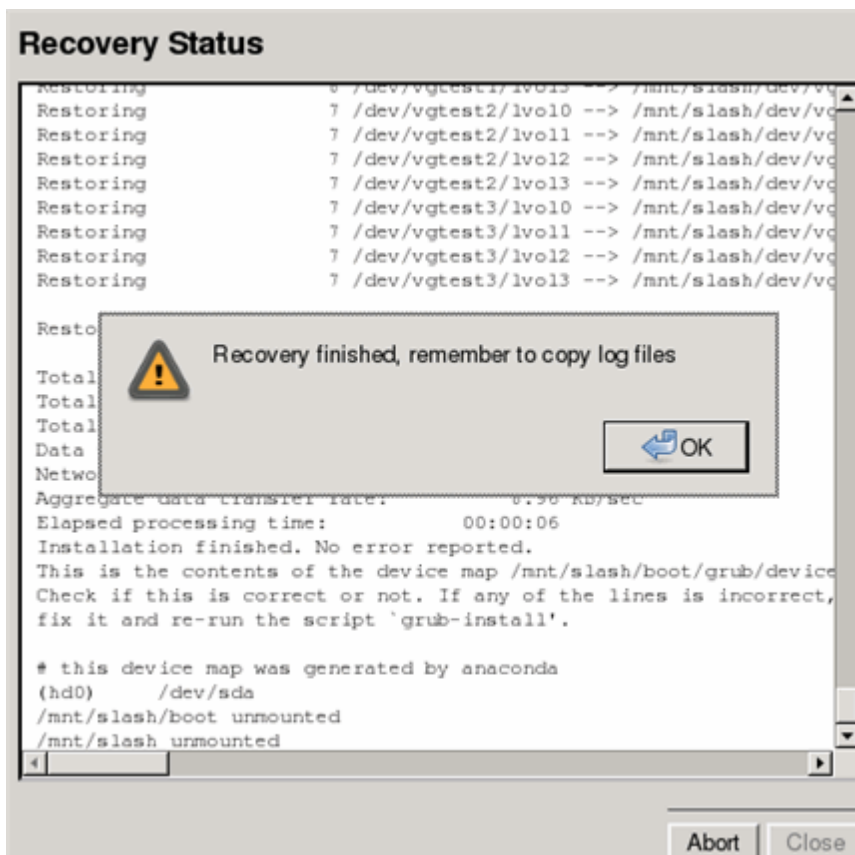 Recovery Status
Restoring 7 /dev/vgtest2/lvol0 --> /mnt/slash/dev/vg
Restoring 7 /dev/vgtest2/lvol1 --> /mnt/slash/dev/vg
Restoring 7 /dev/vgtest2/lvol2 --> /mnt/slash/dev/vg
Restoring 7 /dev/vgtest2/lvol3 --> /mnt/slash/dev/vg
Restoring 7 /dev/vgtest3/lvol0 --> /mnt/slash/dev/vg
Restoring 7 /dev/vgtest3/lvol1 --> /mnt/slash/dev/vg
Restoring 7 /dev/vgtest3/lvol2 --> /mnt/slash/dev/vg
Restoring 7 /dev/vgtest3/lvol3 --> /mnt/slash/dev/vg
Resto
Recovery finished, remember to copy log files
Total
Total
Total
Data
OK
Netwo
Aggregate data transfer rate: 6.96 KB/sec
Elapsed processing time: 00:00:06
Installation finished. No error reported.
This is the contents of the device map /mnt/slash/boot/grub/device
Check if this is correct or not. If any of the lines is incorrect,
fix it and re-run the script `grub-install'.
# this device map was generated by anaconda
(hd0) /dev/sda
/mnt/slash/boot unmounted
/mnt/slash unmounted
Abort
Close